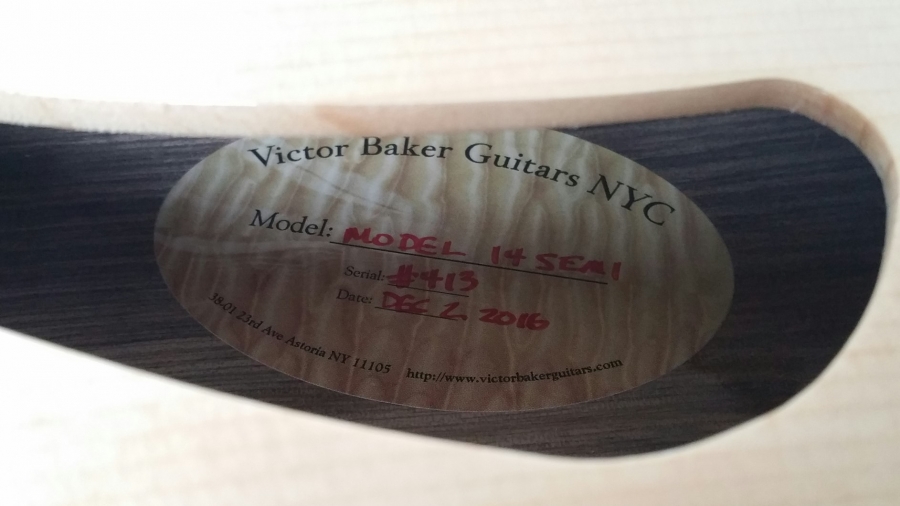 Victor Baker Guitars NYC
Model: MODEL 14 SEMI
Serial: #413
Date: DEC 2. 2016
38-01 23rd Ave Astoria NY 11105 http://www.victorbakerguitars.com